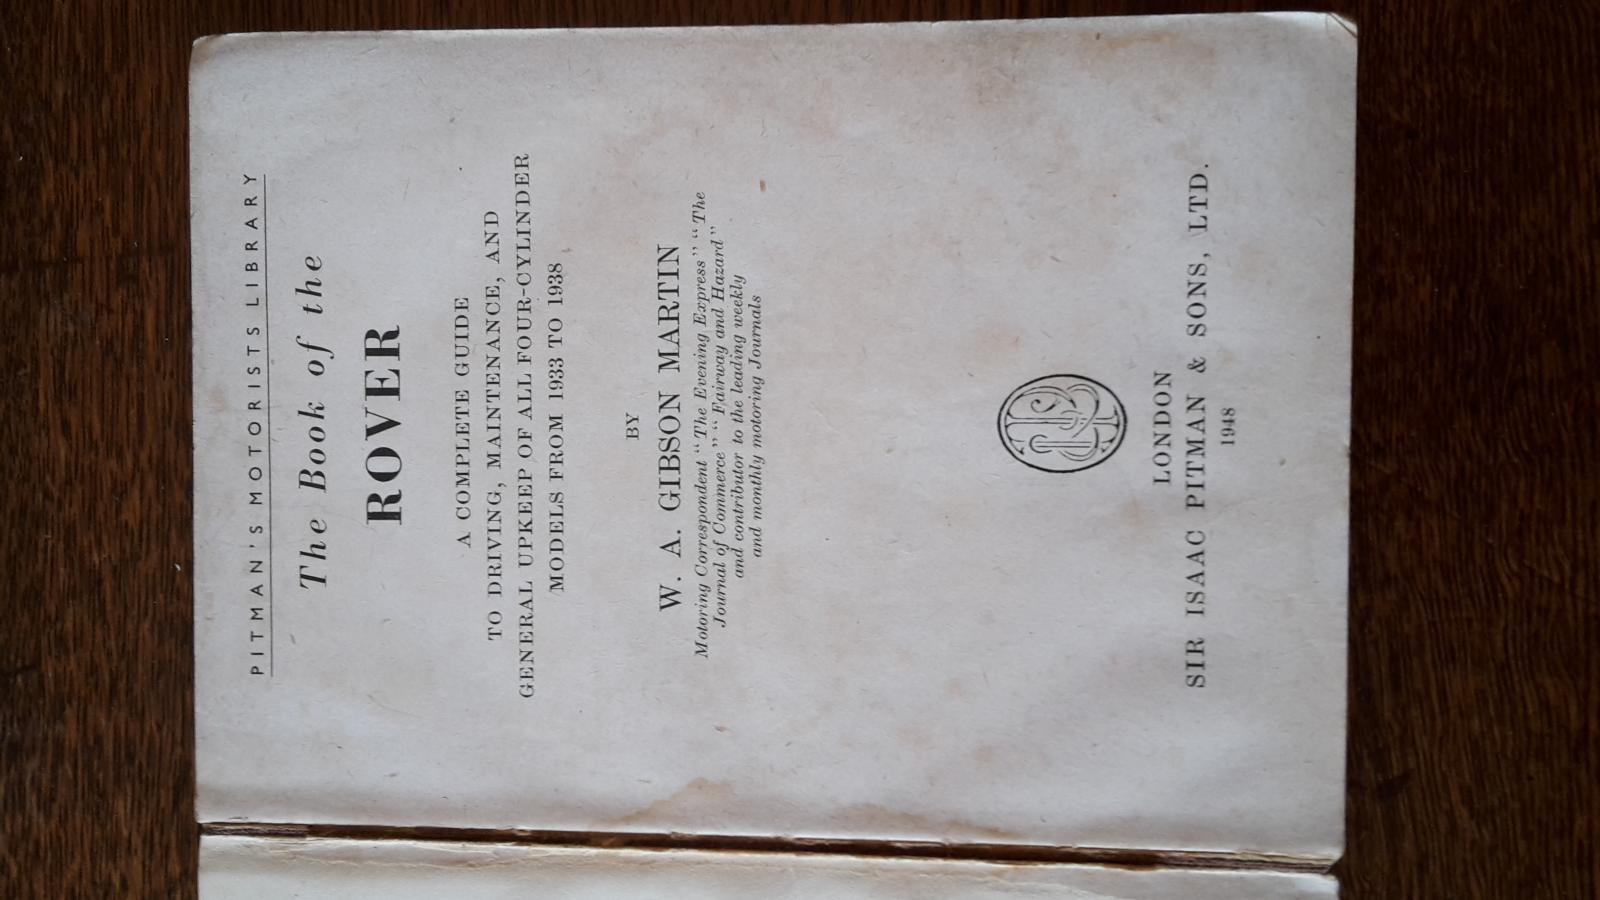 PITMAN'S MOTORISTS LIBRARY
The Book of the
ROVER
A COMPLETE GUIDE
TO DRIVING, MAINTENANCE, AND
GENERAL UPKEEP OF ALL FOUR-CYLINDER
MODELS FROM 1933 TO 1938
BY
W. A. GIBSON MARTIN
Motoring Correspondent "The Evening Express" "The
Journal of Commerce" "Fairway and Hazard"
and contributor to the leading weekly
and monthly motoring Journals
LONDON
SIR ISAAC PITMAN & SONS, LTD.
1948